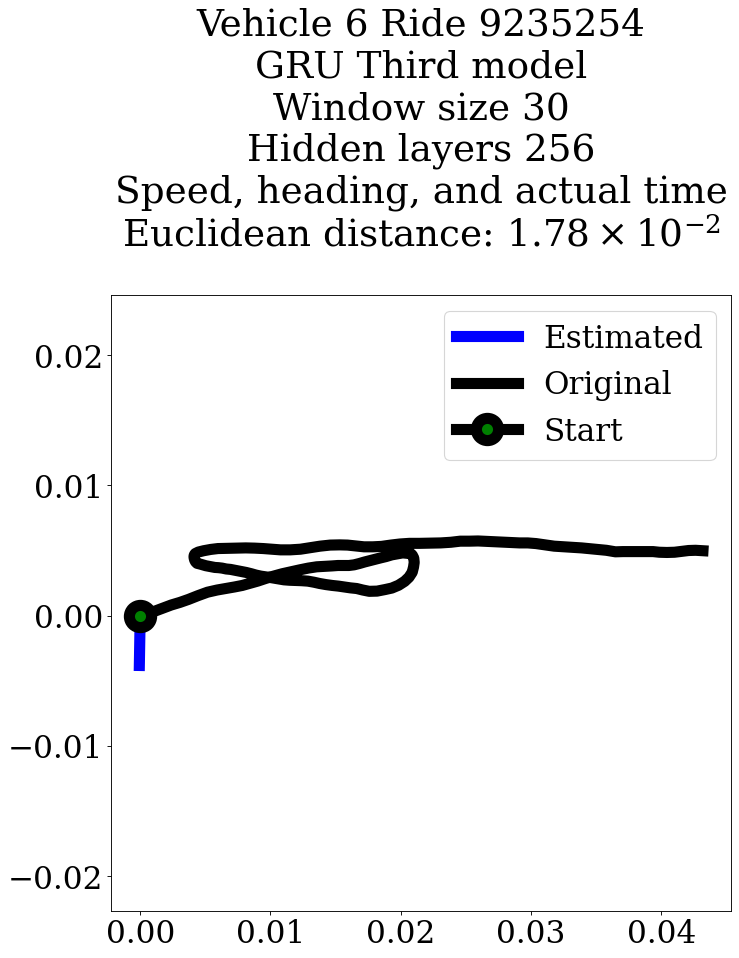 Vehicle 6 Ride 9235254
GRU Third model
Window size 30
Hidden layers 256
Speed, heading, and actual time
Euclidean distance: 1.78 × 10⁻²
Estimated
Original
Start
0.02
0.01
0.00
−0.01
−0.02
0.00 0.01 0.02 0.03 0.04